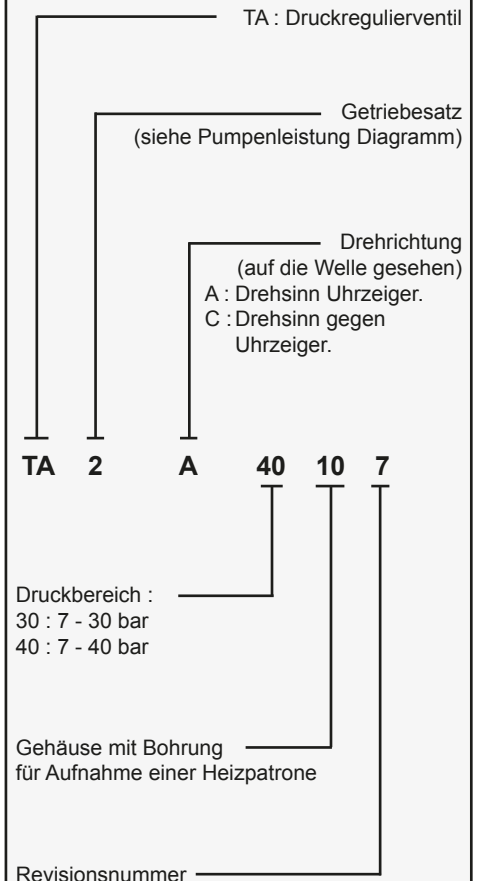 TA : Druckregulierventil
Getriebesatz
(siehe Pumpenleistung Diagramm)
Drehrichtung
(auf die Welle gesehen)
A : Drehsinn Uhrzeiger.
C : Drehsinn gegen
Uhrzeiger.
TA 2 A 40 10 7
Druckbereich :
30 : 7 - 30 bar
40 : 7 - 40 bar
Gehäuse mit Bohrung
für Aufnahme einer Heizpatrone
Revisionsnummer